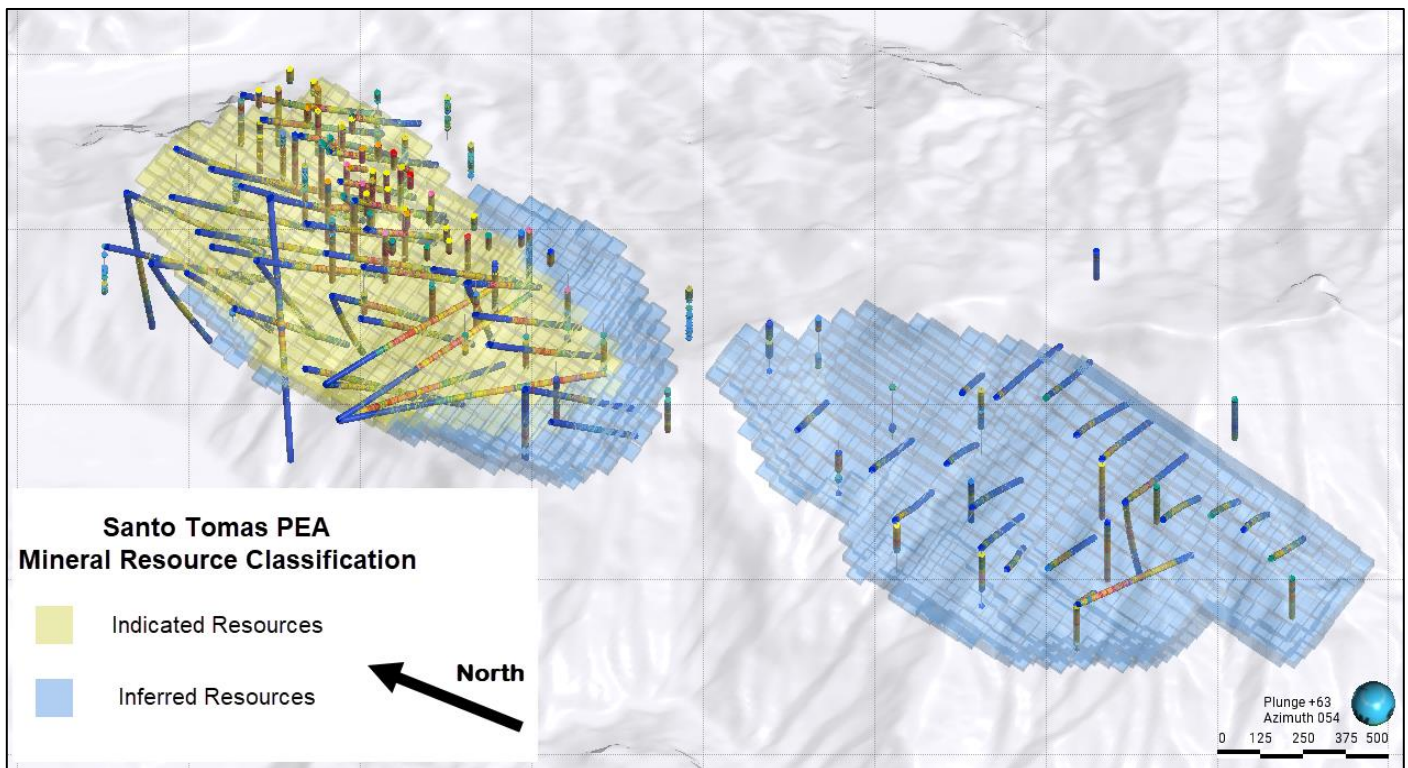 Santo Tomas PEA
Mineral Resource Classification
Indicated Resources
Inferred Resources
North
Plunge +63
Azimuth 054
0 125 250 375 500